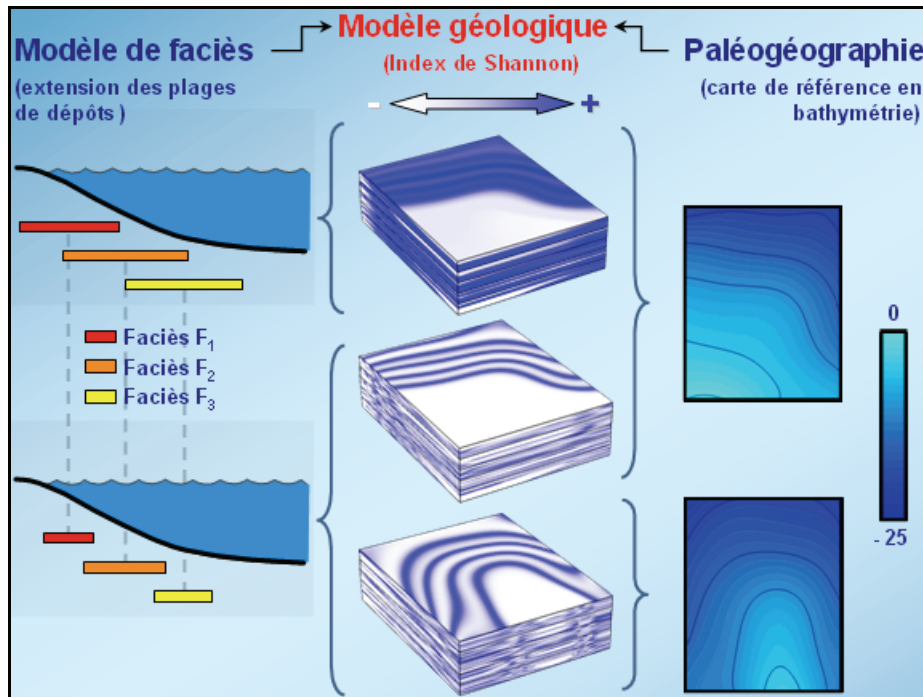 Modèle de faciès
(extension des plages
de dépôts )
Modèle géologique
(Index de Shannon)
- +
Paléogéographie
(carte de référence en
bathymétrie)
Faciès F1
Faciès F2
Faciès F3
0
- 25